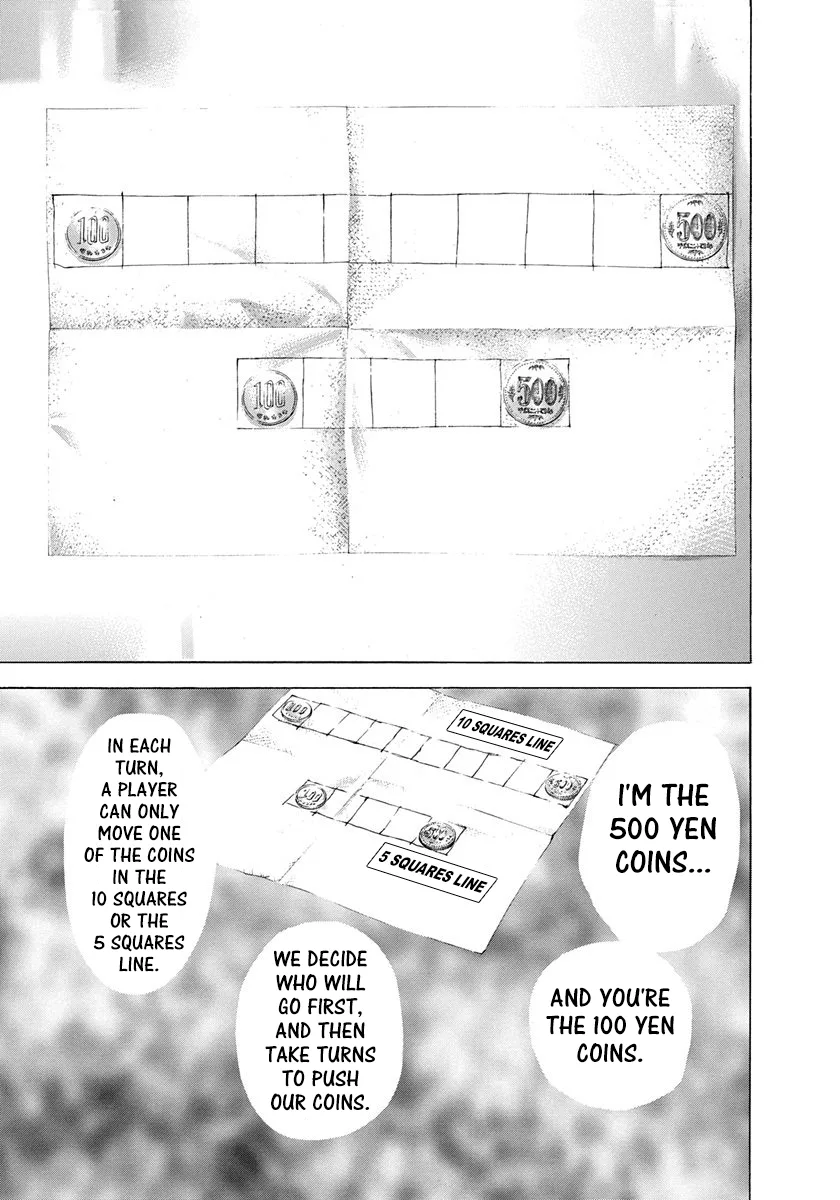 100
500
100
500
10 SQUARES LINE
5 SQUARES LINE
I'M THE
500 YEN
COINS...
AND YOU'RE
THE 100 YEN
COINS.
WE DECIDE
WHO WILL
GO FIRST,
AND THEN
TAKE TURNS
TO PUSH
OUR COINS.
IN EACH
TURN,
A PLAYER
CAN ONLY
MOVE ONE
OF THE COINS
IN THE
10 SQUARES
OR THE
5 SQUARES
LINE.